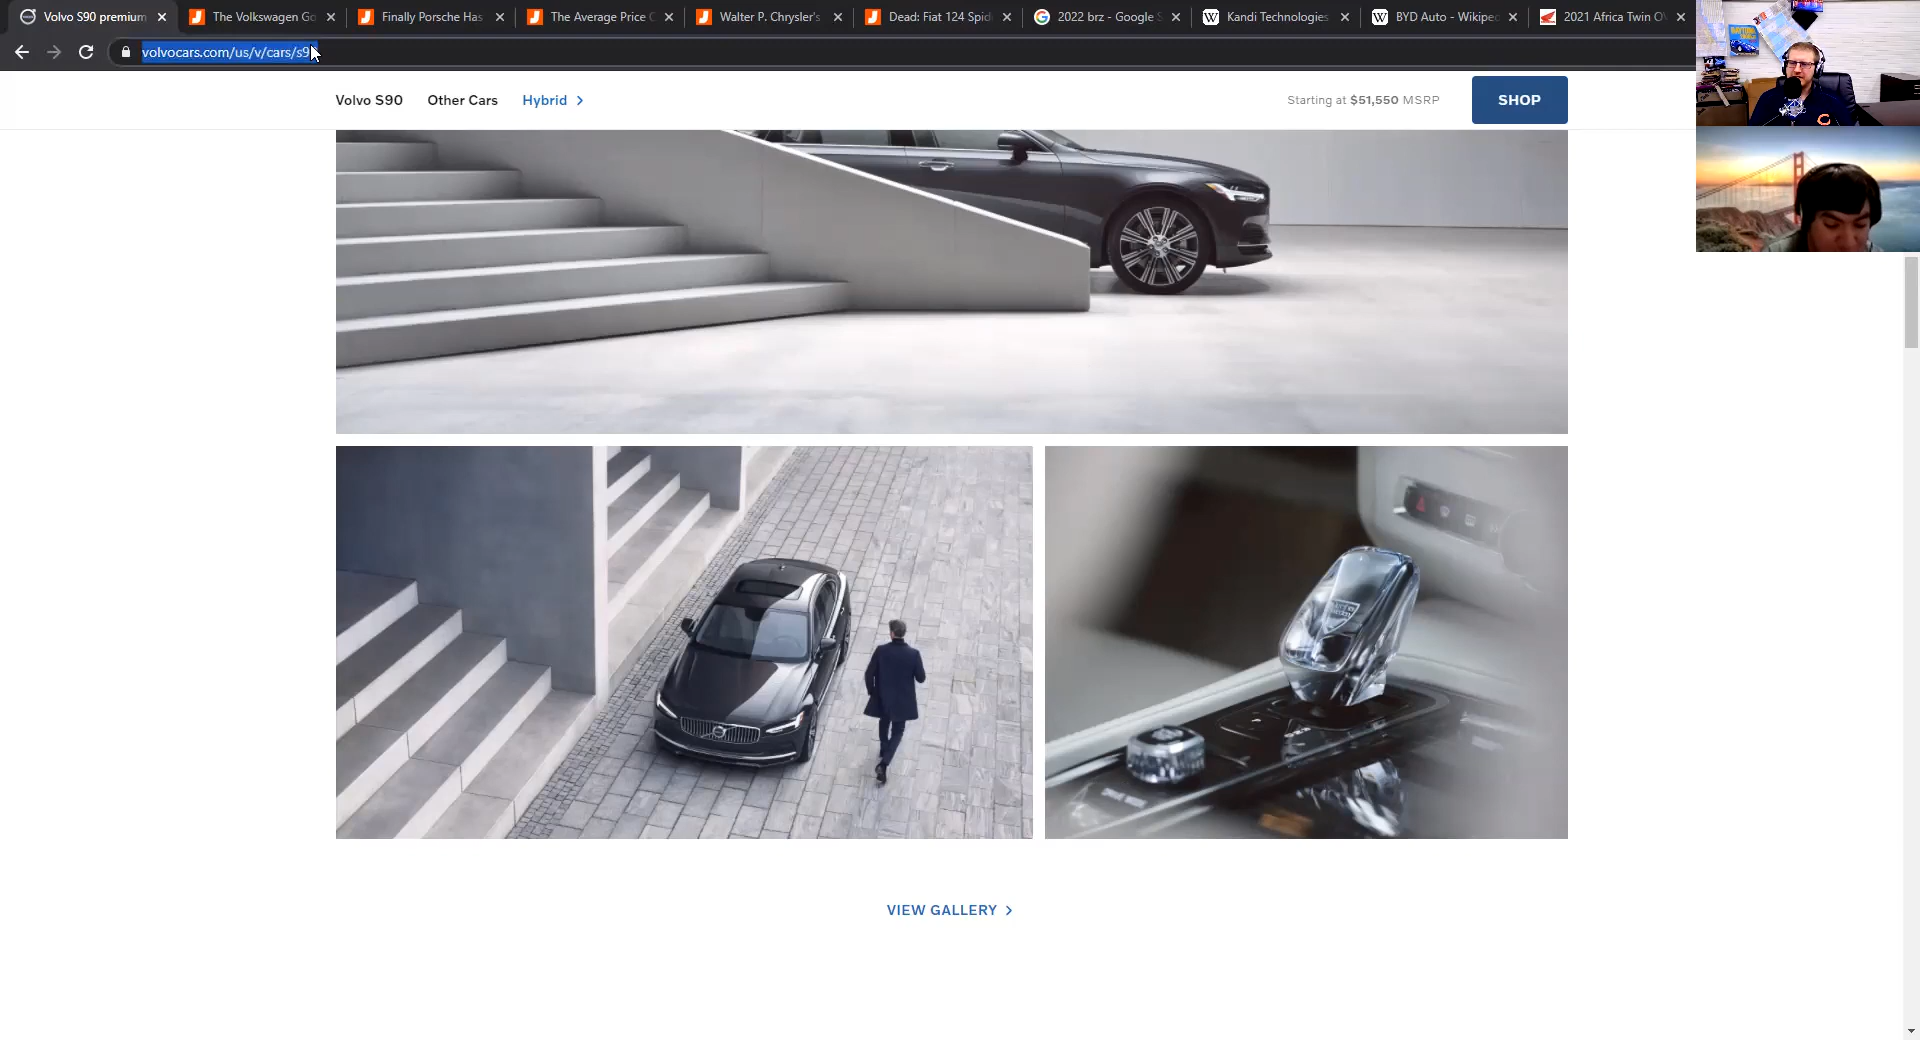 Volvo S90 premium
The Volkswagen Go
Finally Porsche Has
The Average Price C
Walter P. Chrysler's
Dead: Fiat 124 Spid
2022 brz - Google S
Kandi Technologies
BYD Auto - Wikiped
2021 Africa Twin O
volvocars.com/us/v/cars/s9
Volvo S90 Other Cars Hybrid >
Starting at $51,550 MSRP
SHOP
VIEW GALLERY >